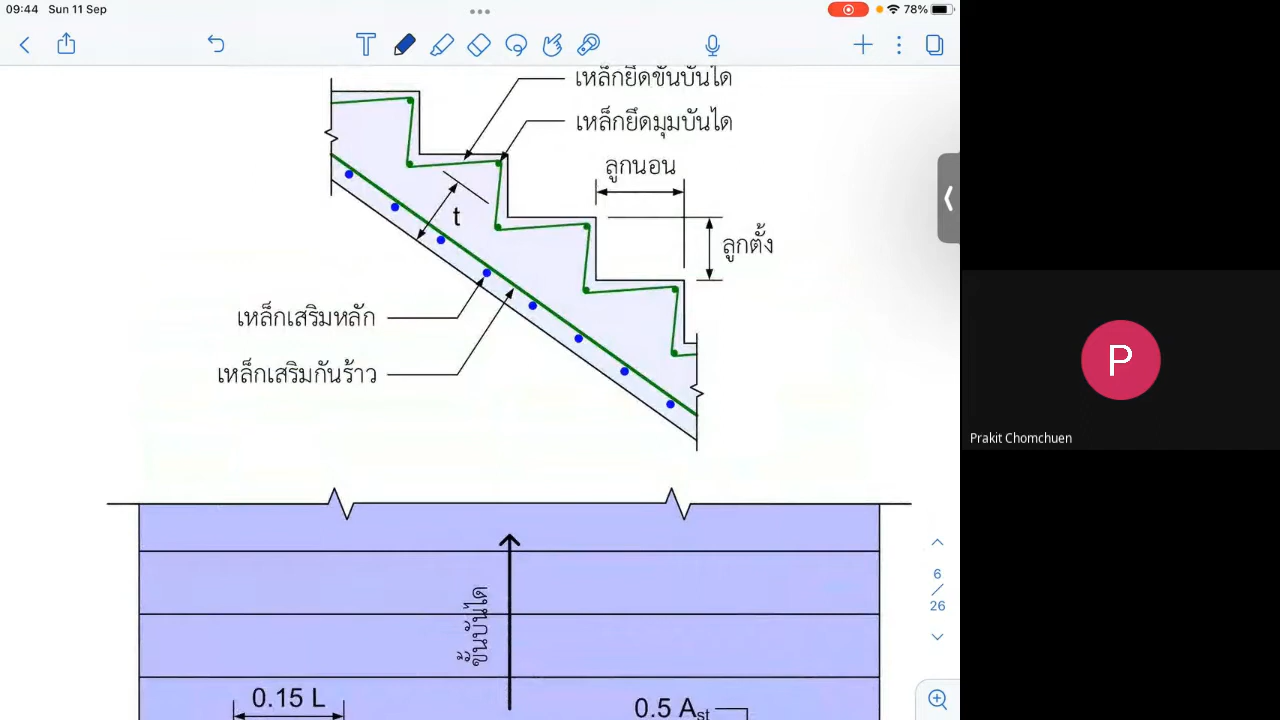 09:44 Sun 11 Sep
78%
T
เหล็กยึดขั้นบันได
เหล็กยึดมุมบันได
ลูกนอน
t
ลูกตั้ง
เหล็กเสริมหลัก
เหล็กเสริมกันร้าว
P
Prakit Chomchuen
ขั้นบันได
6
/
26
0.15 L
0.5 Ast